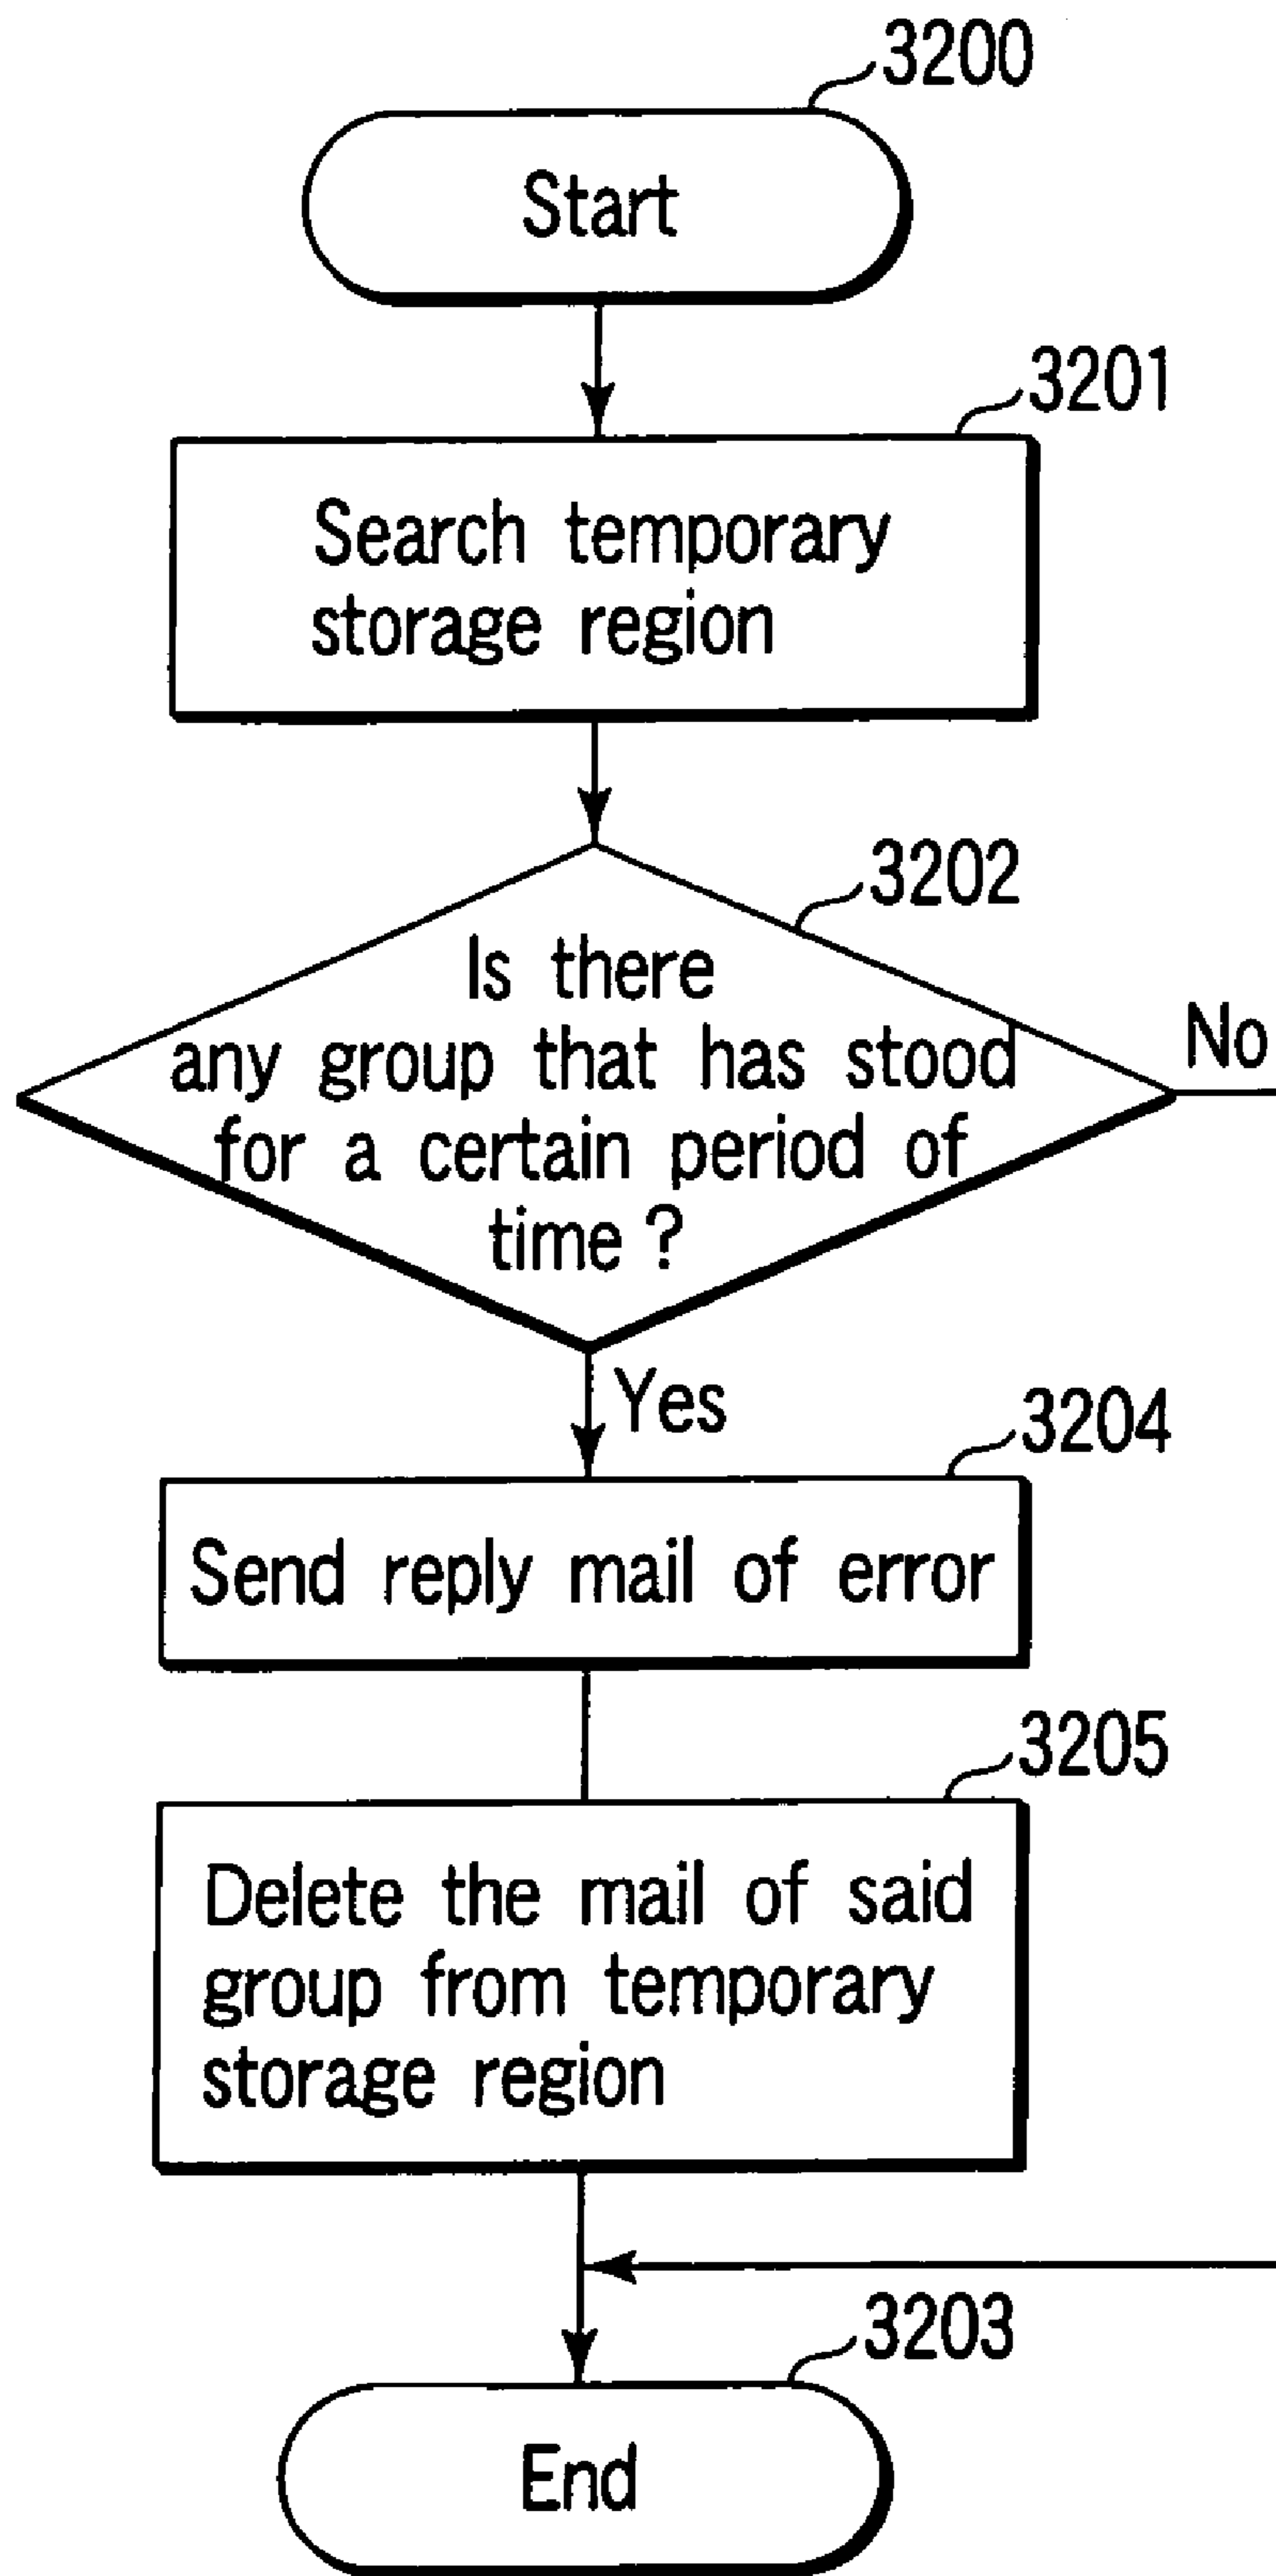 3200
Start
3201
Search temporary
storage region
3202
Is there
any group that has stood
for a certain period of
time ?
No
Yes
3204
Send reply mail of error
3205
Delete the mail of said
group from temporary
storage region
3203
End